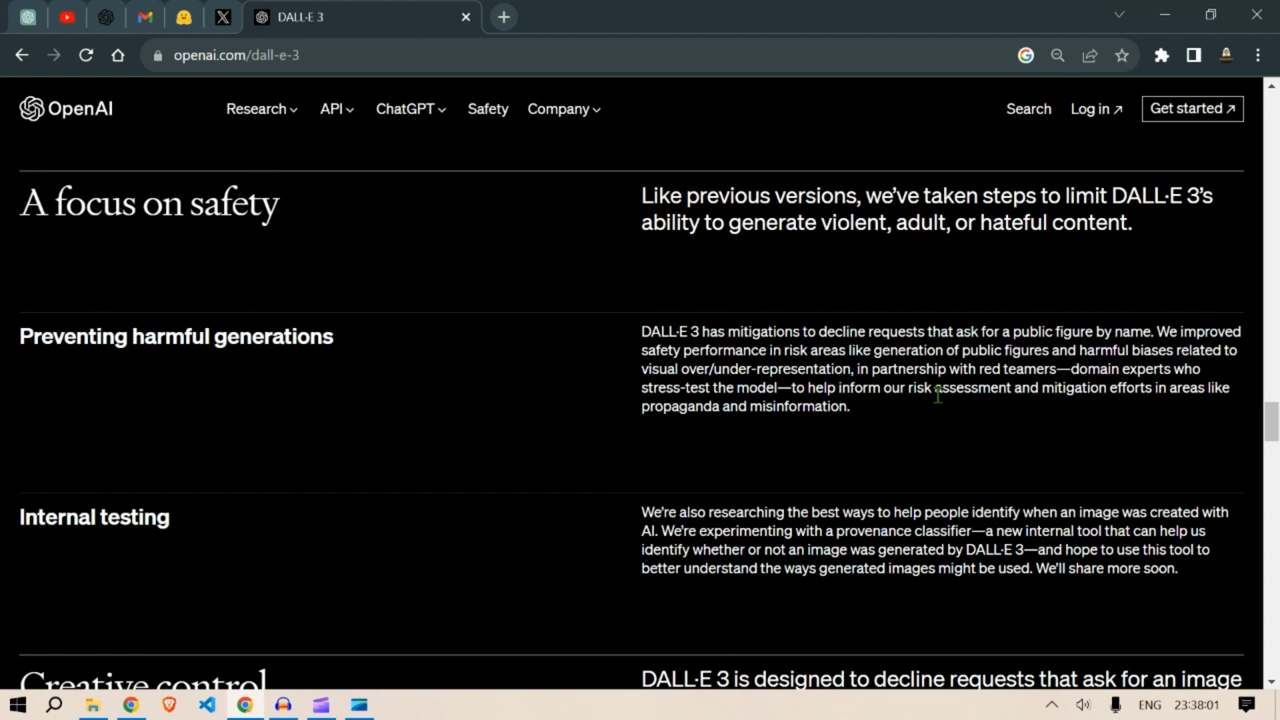 DALL·E 3
openai.com/dall-e-3
OpenAI
Research
API
ChatGPT
Safety
Company
Search
Log in ↗
Get started ↗
A focus on safety
Like previous versions, we've taken steps to limit DALL·E 3's
ability to generate violent, adult, or hateful content.
Preventing harmful generations
DALL·E 3 has mitigations to decline requests that ask for a public figure by name. We improved
safety performance in risk areas like generation of public figures and harmful biases related to
visual over/under-representation, in partnership with red teamers—domain experts who
stress-test the model—to help inform our risk assessment and mitigation efforts in areas like
propaganda and misinformation.
Internal testing
We're also researching the best ways to help people identify when an image was created with
AI. We're experimenting with a provenance classifier—a new internal tool that can help us
identify whether or not an image was generated by DALL·E 3—and hope to use this tool to
better understand the ways generated images might be used. We'll share more soon.
Creative control
DALL·E 3 is designed to decline requests that ask for an image
ENG
23:38:01